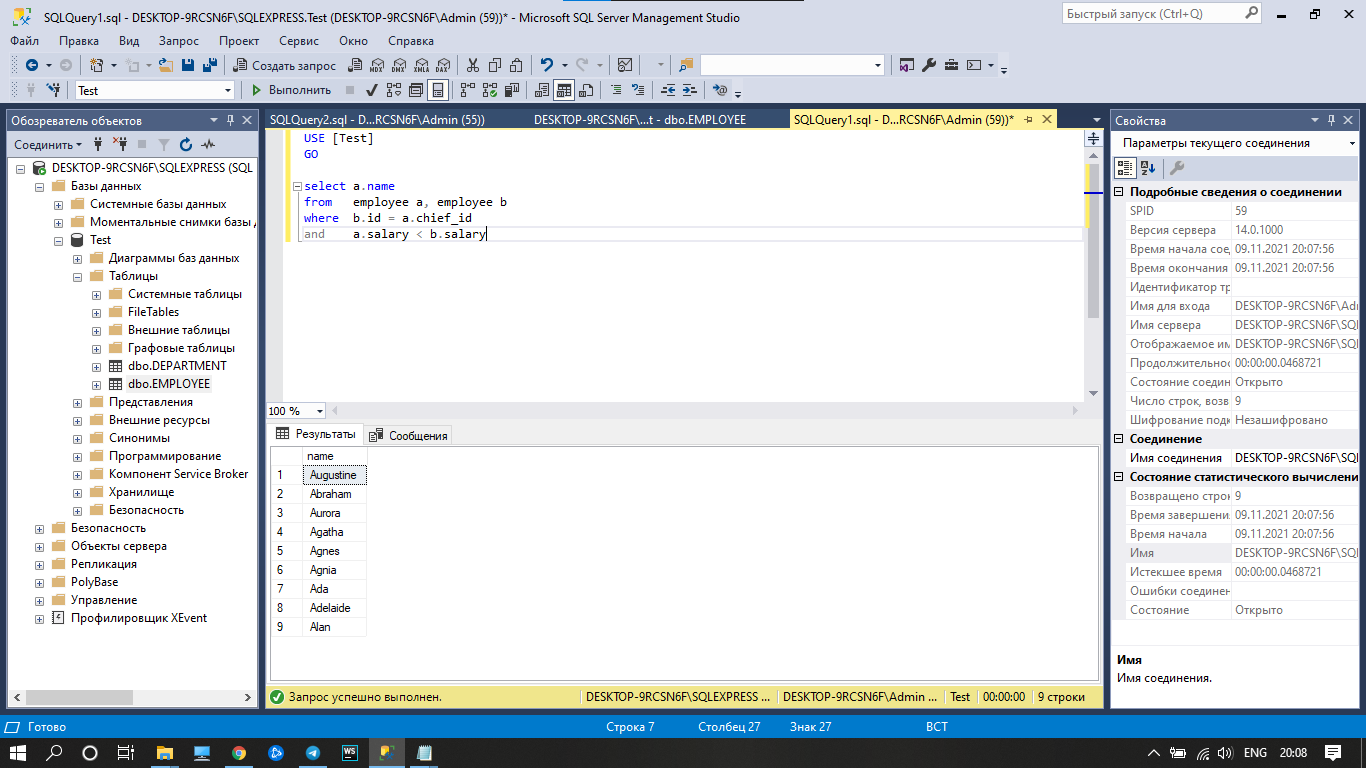 SQLQuery1.sql - DESKTOP-9RCSN6F\SQLEXPRESS.Test (DESKTOP-9RCSN6F\Admin (59))* - Microsoft SQL Server Management Studio
Быстрый запуск (Ctrl+Q)
Файл Правка Вид Запрос Проект Сервис Окно Справка
Создать запрос MDX DMX XMLA DAX
Test Выполнить
Обозреватель объектов
Соединить
DESKTOP-9RCSN6F\SQLEXPRESS (SQL
Базы данных
Системные базы данных
Моментальные снимки базы
Test
Диаграммы баз данных
Таблицы
Системные таблицы
FileTables
Внешние таблицы
Графовые таблицы
dbo.DEPARTMENT
dbo.EMPLOYEE
Представления
Внешние ресурсы
Синонимы
Программирование
Компонент Service Broker
Хранилище
Безопасность
Безопасность
Объекты сервера
Репликация
PolyBase
Управление
Профилировщик XEvent
SQLQuery2.sql - D...RCSN6F\Admin (55)) DESKTOP-9RCSN6F\...t - dbo.EMPLOYEE SQLQuery1.sql - D...RCSN6F\Admin (59))*
USE [Test]
GO
select a.name
from employee a, employee b
where b.id = a.chief_id
and a.salary < b.salary
100 %
Результаты Сообщения
name
1 Augustine
2 Abraham
3 Aurora
4 Agatha
5 Agnes
6 Agnia
7 Ada
8 Adelaide
9 Alan
Запрос успешно выполнен. DESKTOP-9RCSN6F\SQLEXPRESS ... DESKTOP-9RCSN6F\Admin ... Test 00:00:00 9 строки
Свойства
Параметры текущего соединения
Подробные сведения о соединении
SPID 59
Версия сервера 14.0.1000
Время начала сое, 09.11.2021 20:07:56
Время окончания 09.11.2021 20:07:56
Идентификатор тр
Имя для входа DESKTOP-9RCSN6F\Adı
Имя сервера DESKTOP-9RCSN6F\SQI
Отображаемое им DESKTOP-9RCSN6F\SQI
Продолжительнос 00:00:00.0468721
Состояние соедин Открыто
Число строк, возв 9
Шифрование подк Незашифровано
Соединение
Имя соединения DESKTOP-9RCSN6F\SQI
Состояние статистического вычислени
Возвращено строк 9
Время завершени 09.11.2021 20:07:56
Время начала 09.11.2021 20:07:56
Имя DESKTOP-9RCSN6F\SQI
Истекшее время 00:00:00.0468721
Ошибки соединен
Состояние Открыто
Имя
Имя соединения.
Готово Строка 7 Столбец 27 Знак 27 ВСТ
WS ENG 20:08